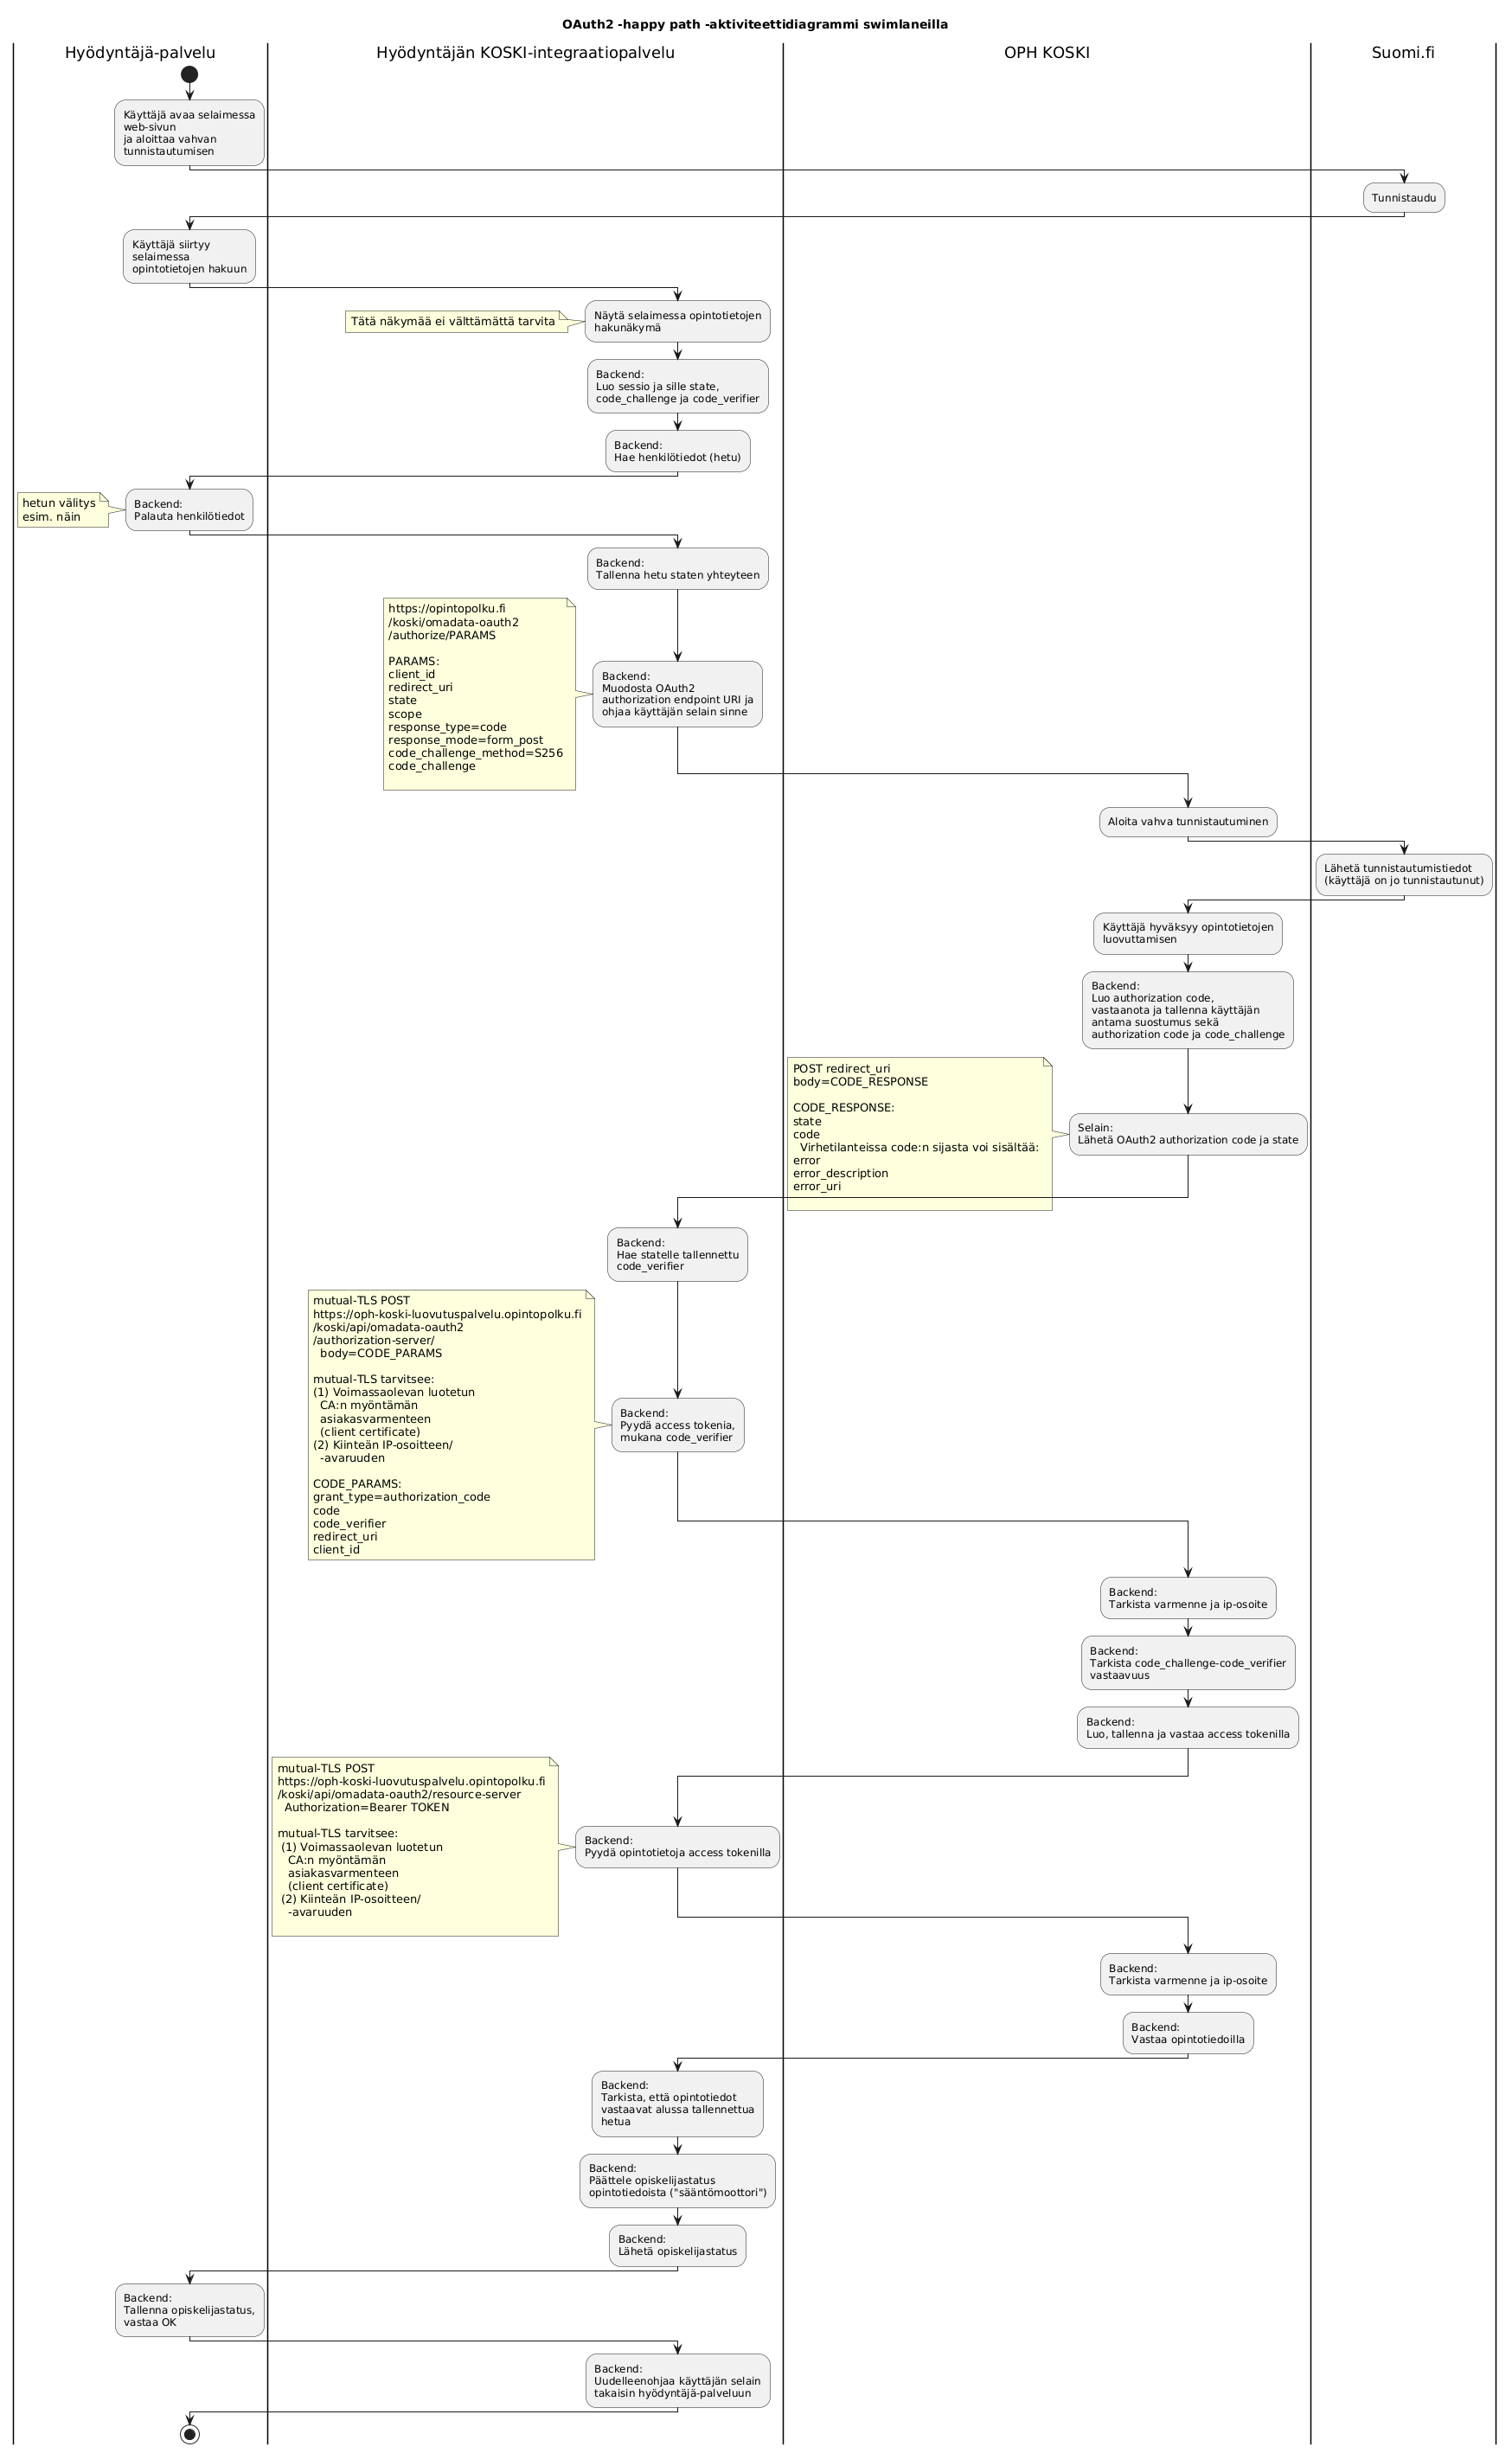 OAuth2 -happy path -aktiviteettidiagrammi swimlaneilla
Hyödyntäjä-palvelu
Hyödyntäjän KOSKI-integraatiopalvelu
OPH KOSKI
Suomi.fi
Käyttäjä avaa selaimessa
web-sivun
ja aloittaa vahvan
tunnistautumisen
Tunnistaudu
Käyttäjä siirtyy
selaimessa
opintotietojen hakuun
Tätä näkymää ei välttämättä tarvita
Näytä selaimessa opintotietojen
hakunäkymä
Backend:
Luo sessio ja sille state,
code_challenge ja code_verifier
Backend:
Hae henkilötiedot (hetu)
hetun välitys
esim. näin
Backend:
Palauta henkilötiedot
Backend:
Tallenna hetu staten yhteyteen
https://opintopolku.fi
/koski/omadata-oauth2
/authorize/PARAMS
PARAMS:
client_id
redirect_uri
state
scope
response_type=code
response_mode=form_post
code_challenge_method=S256
code_challenge
Backend:
Muodosta OAuth2
authorization endpoint URI ja
ohjaa käyttäjän selain sinne
Aloita vahva tunnistautuminen
Lähetä tunnistautumistiedot
(käyttäjä on jo tunnistautunut)
Käyttäjä hyväksyy opintotietojen
luovuttamisen
Backend:
Luo authorization code,
vastaanota ja tallenna käyttäjän
antama suostumus sekä
authorization code ja code_challenge
POST redirect_uri
body=CODE_RESPONSE
CODE_RESPONSE:
state
code
Virhetilanteissa code:n sijasta voi sisältää:
error
error_description
error_uri
Selain:
Lähetä OAuth2 authorization code ja state
Backend:
Hae statelle tallennettu
code_verifier
mutual-TLS POST
https://oph-koski-luovutuspalvelu.opintopolku.fi
/koski/api/omadata-oauth2
/authorization-server/
body=CODE_PARAMS
mutual-TLS tarvitsee:
(1) Voimassaolevan luotetun
CA:n myöntämän
asiakasvarmenteen
(client certificate)
(2) Kiinteän IP-osoitteen/
-avaruuden
CODE_PARAMS:
grant_type=authorization_code
code
code_verifier
redirect_uri
client_id
Backend:
Pyydä access tokenia,
mukana code_verifier
Backend:
Tarkista varmenne ja ip-osoite
Backend:
Tarkista code_challenge-code_verifier
vastaavuus
Backend:
Luo, tallenna ja vastaa access tokenilla
mutual-TLS POST
https://oph-koski-luovutuspalvelu.opintopolku.fi
/koski/api/omadata-oauth2/resource-server
Authorization=Bearer TOKEN
mutual-TLS tarvitsee:
(1) Voimassaolevan luotetun
CA:n myöntämän
asiakasvarmenteen
(client certificate)
(2) Kiinteän IP-osoitteen/
-avaruuden
Backend:
Pyydä opintotietoja access tokenilla
Backend:
Tarkista varmenne ja ip-osoite
Backend:
Vastaa opintotiedoilla
Backend:
Tarkista, että opintotiedot
vastaavat alussa tallennettua
hetua
Backend:
Päättele opiskelijastatus
opintotiedoista ("sääntömoottori")
Backend:
Lähetä opiskelijastatus
Backend:
Tallenna opiskelijastatus,
vastaa OK
Backend:
Uudelleenohjaa käyttäjän selain
takaisin hyödyntäjä-palveluun